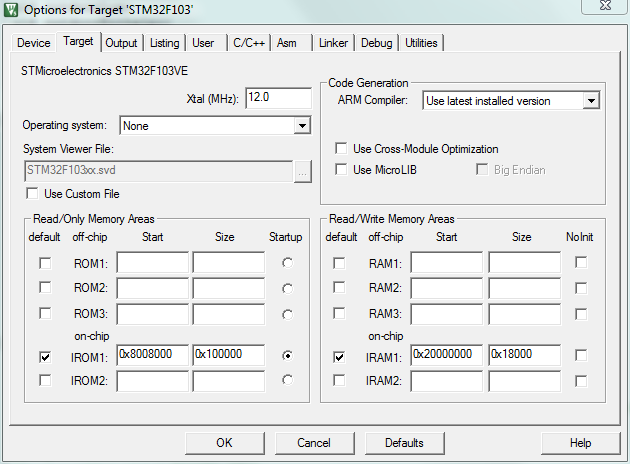 Options for Target 'STM32F103'
Device Target Output Listing User C/C++ Asm Linker Debug Utilities
STMicroelectronics STM32F103VE
Xtal (MHz): 12.0
Operating system: None
System Viewer File:
STM32F103xx.svd ...
Use Custom File
Code Generation
ARM Compiler: Use latest installed version
Use Cross-Module Optimization
Use MicroLIB Big Endian
Read/Only Memory Areas
default off-chip Start Size Startup
ROM1:
ROM2:
ROM3:
on-chip
IROM1: 0x8008000 0x100000
IROM2:
Read/Write Memory Areas
default off-chip Start Size NoInit
RAM1:
RAM2:
RAM3:
on-chip
IRAM1: 0x20000000 0x18000
IRAM2:
OK Cancel Defaults Help